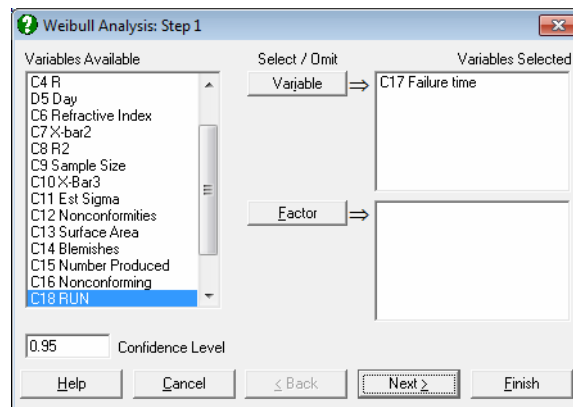 Weibull Analysis: Step 1
Variables Available
Select / Omit
Variables Selected
C4 R
D5 Day
C6 Refractive Index
C7 X-bar2
C8 R2
C9 Sample Size
C10 X-Bar3
C11 Est Sigma
C12 Nonconformities
C13 Surface Area
C14 Blemishes
C15 Number Produced
C16 Nonconforming
C18 RUN
Variable
C17 Failure time
Factor
0.95 Confidence Level
Help Cancel < Back Next > Finish